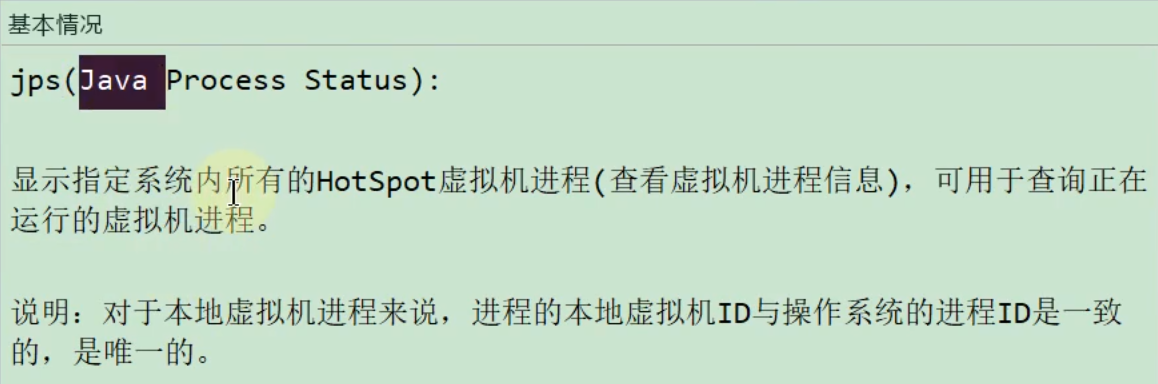 基本情况
jps(Java Process Status):
显示指定系统内所有的HotSpot虚拟机进程(查看虚拟机进程信息)，可用于查询正在
运行的虚拟机进程。
说明：对于本地虚拟机进程来说，进程的本地虚拟机ID与操作系统的进程ID是一致
的，是唯一的。